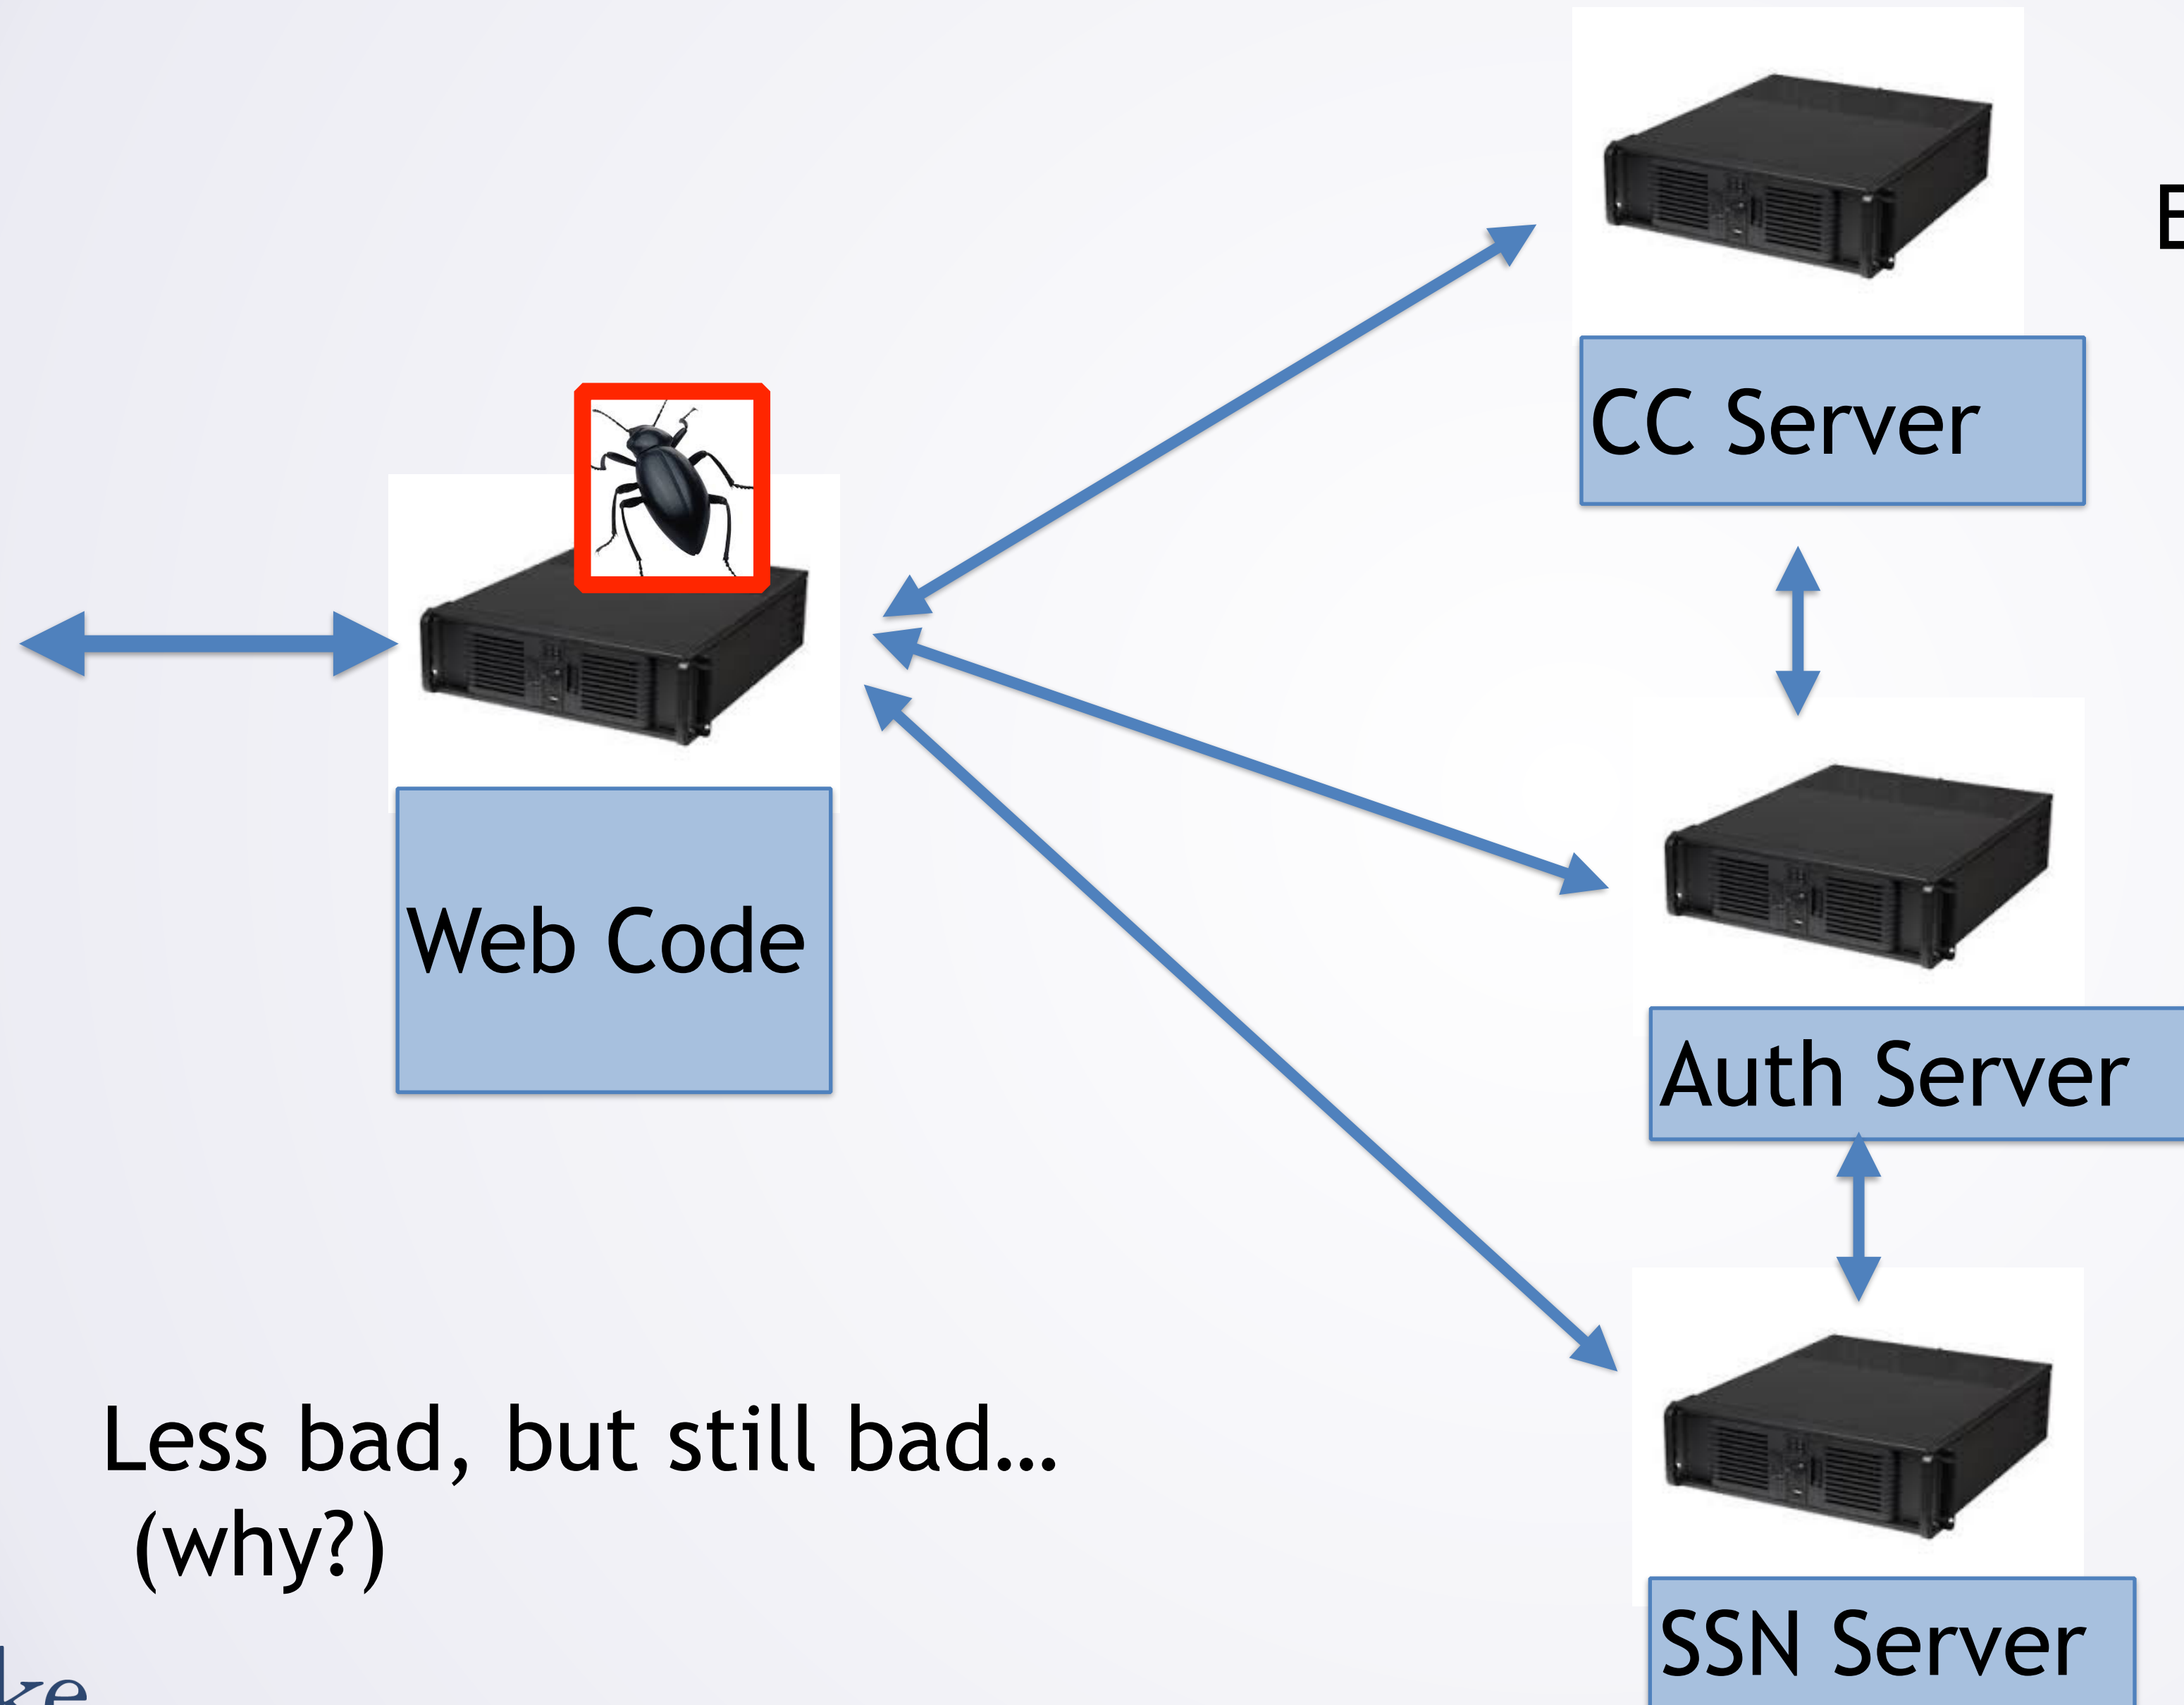 CC Server
Web Code
Auth Server
Less bad, but still bad…
(why?)
SSN Server